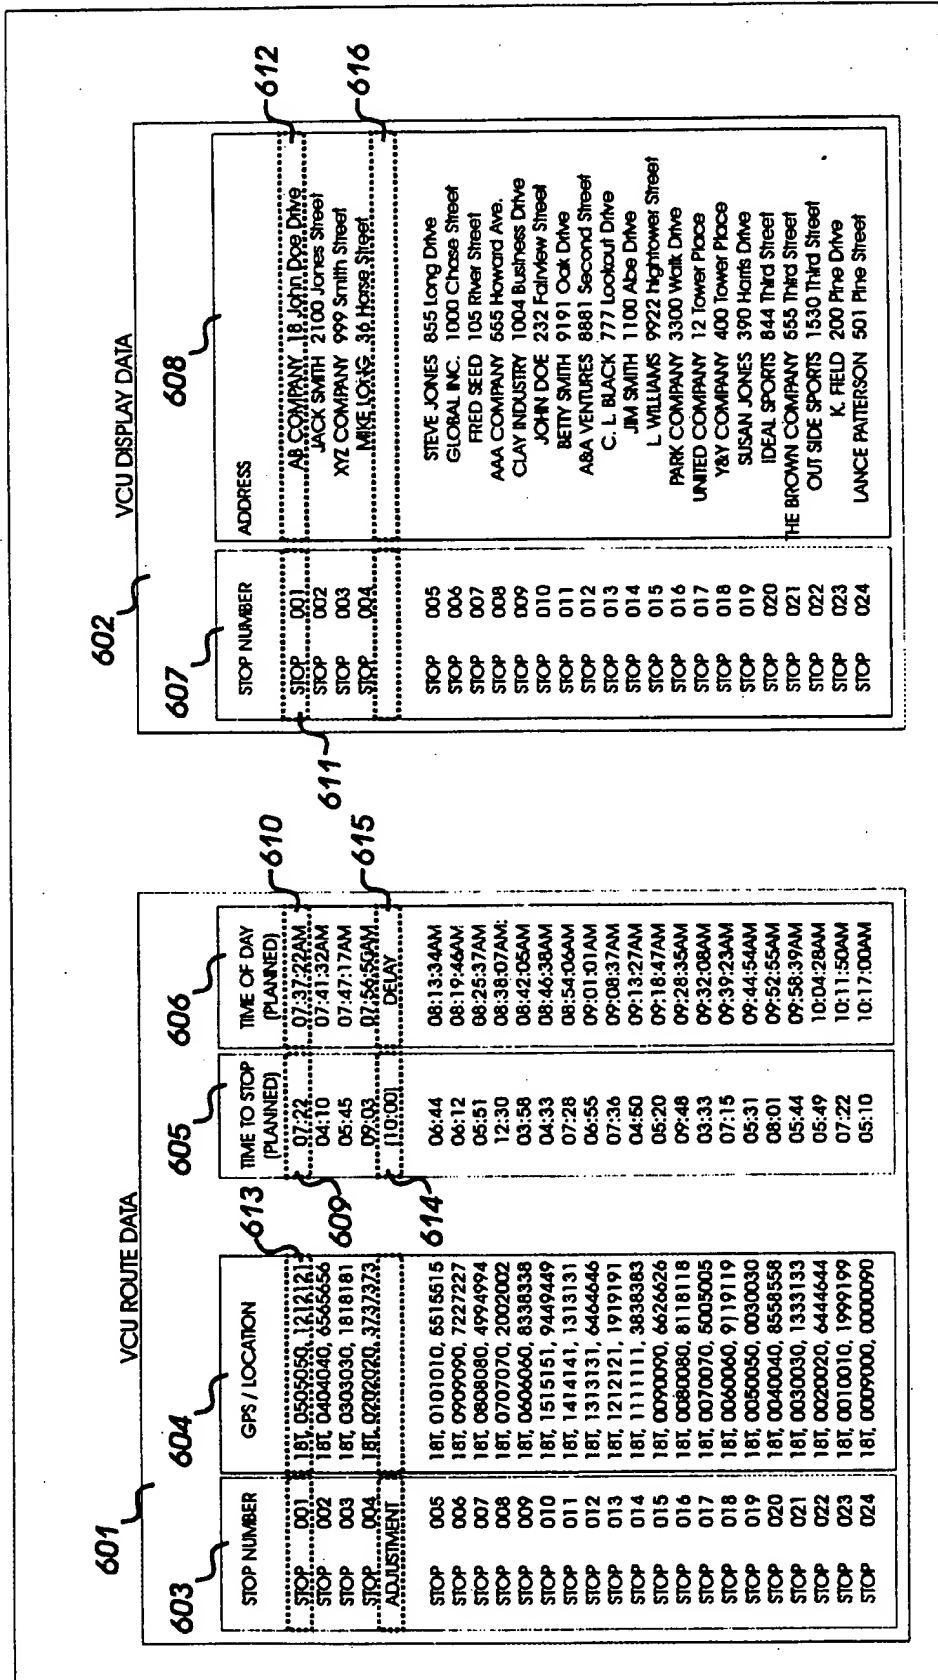 601
VCU ROUTE DATA
603 604 605 606
STOP NUMBER GPS / LOCATION TIME TO STOP (PLANNED) TIME OF DAY (PLANNED)
613 610
STOP 001 18T, 0505050, 1212121 07:22 07:37:22AM
STOP 002 18T, 0404040, 6565656 04:10 07:41:32AM
STOP 003 18T, 0303030, 1818181 05:45 07:47:17AM
STOP 004 18T, 0202020, 3737373 09:03 07:56:50AM
609 615
ADJUSTMENT (10:00) DELAY
614
STOP 005 18T, 0101010, 5515515 06:44 08:13:34AM
STOP 006 18T, 0909090, 7227227 06:12 08:19:46AM
STOP 007 18T, 0808080, 4994994 05:51 08:25:37AM
STOP 008 18T, 0707070, 2002002 12:30 08:38:07AM
STOP 009 18T, 0606060, 8338338 03:58 08:42:05AM
STOP 010 18T, 1515151, 9449449 04:33 08:46:38AM
STOP 011 18T, 1414141, 1313131 07:28 08:54:06AM
STOP 012 18T, 1313131, 6464646 06:55 09:01:01AM
STOP 013 18T, 1212121, 1919191 07:36 09:08:37AM
STOP 014 18T, 1111111, 3838383 04:50 09:13:27AM
STOP 015 18T, 0090090, 6626626 05:20 09:18:47AM
STOP 016 18T, 0080080, 8118118 09:48 09:28:35AM
STOP 017 18T, 0070070, 5005005 03:33 09:32:08AM
STOP 018 18T, 0060060, 9119119 07:15 09:39:23AM
STOP 019 18T, 0050050, 0030030 05:31 09:44:54AM
STOP 020 18T, 0040040, 8558558 08:01 09:52:55AM
STOP 021 18T, 0030030, 1333133 05:44 09:58:39AM
STOP 022 18T, 0020020, 6444644 05:49 10:04:28AM
STOP 023 18T, 0010010, 1999199 07:22 10:11:50AM
STOP 024 18T, 0009000, 0000090 05:10 10:17:00AM
602
VCU DISPLAY DATA
607 608
STOP NUMBER ADDRESS
612
STOP 001 AB COMPANY 18 John Doe Drive
611
STOP 002 JACK SMITH 2100 Jones Street
STOP 003 XYZ COMPANY 999 Smith Street
STOP 004 MIKE LONG 36 Horse Street
616
STOP 005 STEVE JONES 855 Long Drive
STOP 006 GLOBAL INC. 1000 Chase Street
STOP 007 FRED SEED 105 River Street
STOP 008 AAA COMPANY 665 Howard Ave.
STOP 009 CLAY INDUSTRY 1004 Business Drive
STOP 010 JOHN DOE 232 Fairview Street
STOP 011 BETTY SMITH 9191 Oak Drive
STOP 012 A&A VENTURES 8881 Second Street
STOP 013 C. L. BLACK 777 Lookout Drive
STOP 014 JIM SMITH 1100 Abe Drive
STOP 015 L WILLIAMS 9922 Hightower Street
STOP 016 PARK COMPANY 3300 Walk Drive
STOP 017 UNITED COMPANY 12 Tower Place
STOP 018 Y&Y COMPANY 400 Tower Place
STOP 019 SUSAN JONES 390 Harris Drive
STOP 020 IDEAL SPORTS 844 Third Street
STOP 021 THE BROWN COMPANY 555 Third Street
STOP 022 OUT SIDE SPORTS 1530 Third Street
STOP 023 K. FIELD 200 Pine Drive
STOP 024 LANCE PATTERSON 501 Pine Street